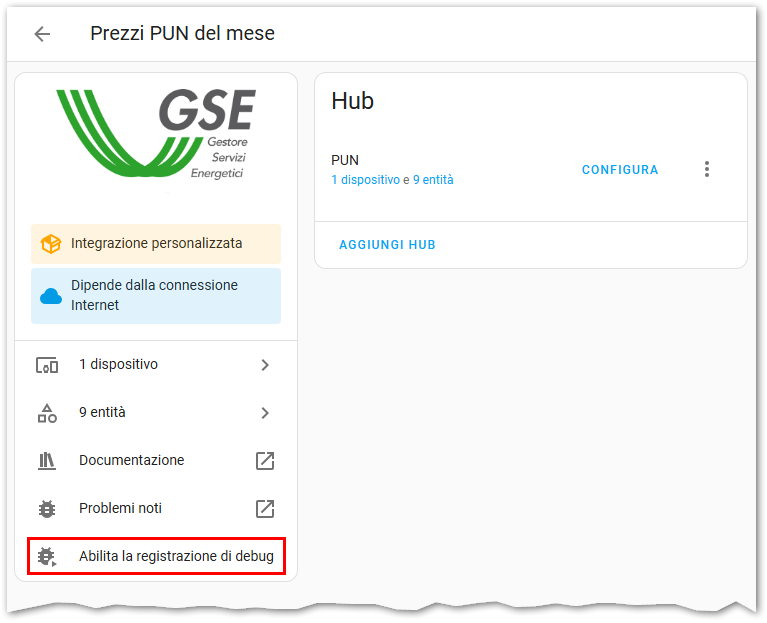 Prezzi PUN del mese
GSE
Gestore
Servizi
Energetici
Integrazione personalizzata
Dipende dalla connessione
Internet
1 dispositivo
9 entità
Documentazione
Problemi noti
Abilita la registrazione di debug
Hub
PUN
1 dispositivo e 9 entità
CONFIGURA
AGGIUNGI HUB